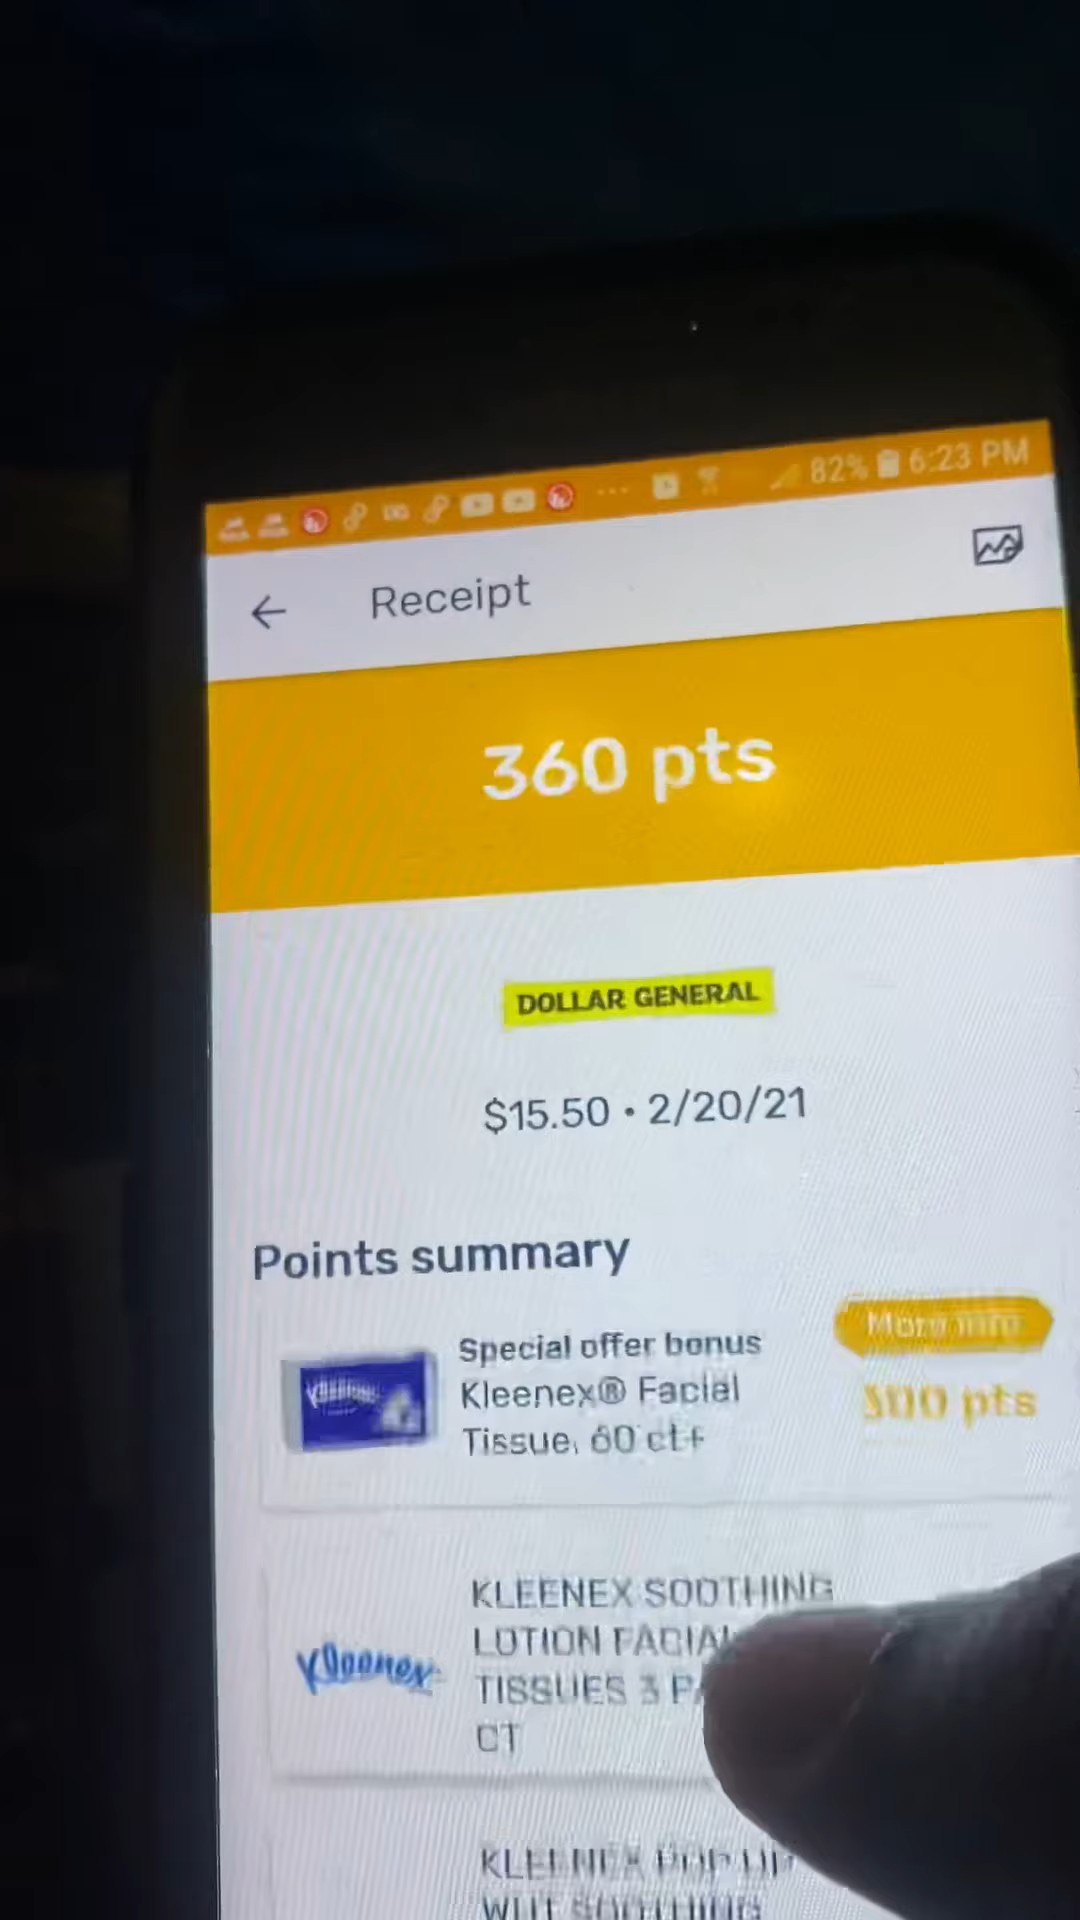 82% 6:23 PM
Receipt
360 pts
DOLLAR GENERAL
$15.50 • 2/20/21
Points summary
More info
Special offer bonus
Kleenex® Facial
Tissue, 60 ct+
300 pts
Kleenex
KLEENEX SOOTHING
LOTION FACIAL
TISSUES 3
CT
KLEENEX POP UP
SOOTHING